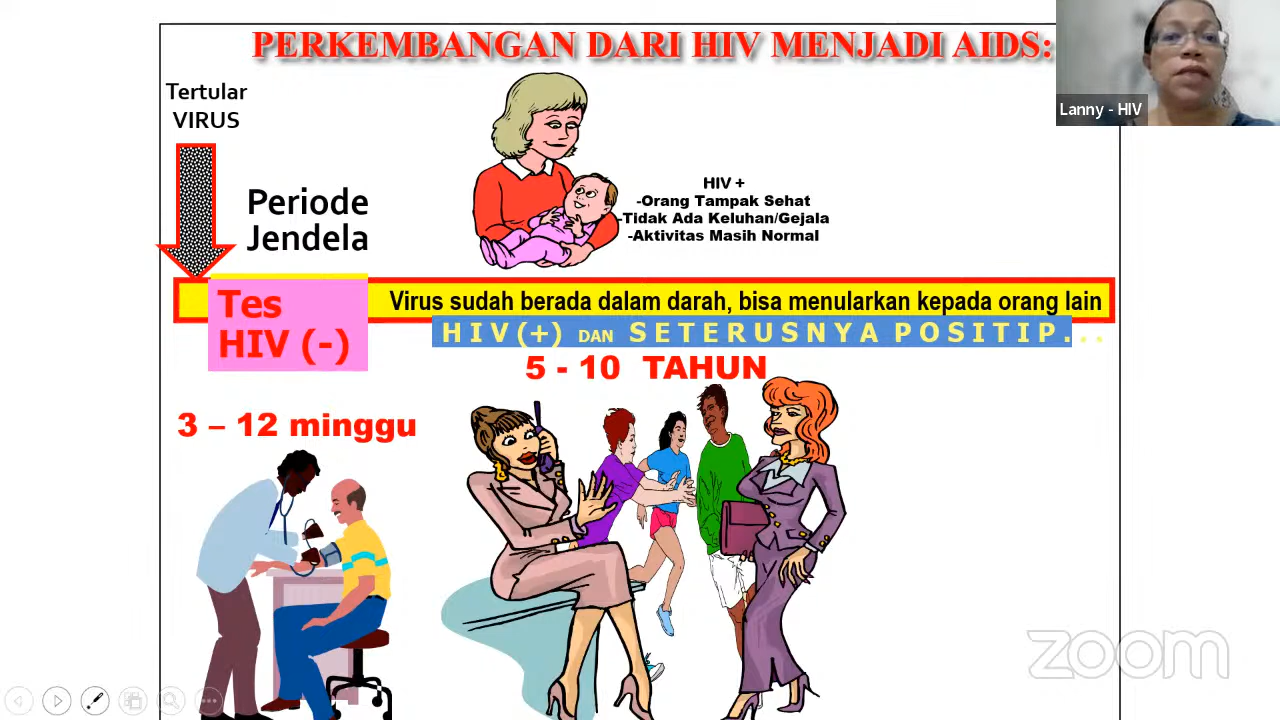 PERKEMBANGAN DARI HIV MENJADI AIDS:
Lanny - HIV
Tertular
VIRUS
Periode
Jendela
HIV +
-Orang Tampak Sehat
-Tidak Ada Keluhan/Gejala
-Aktivitas Masih Normal
Tes
HIV (-)
Virus sudah berada dalam darah, bisa menularkan kepada orang lain
HIV(+) DAN SETERUSNYA POSITIP...
5 - 10 TAHUN
3 – 12 minggu
zoom